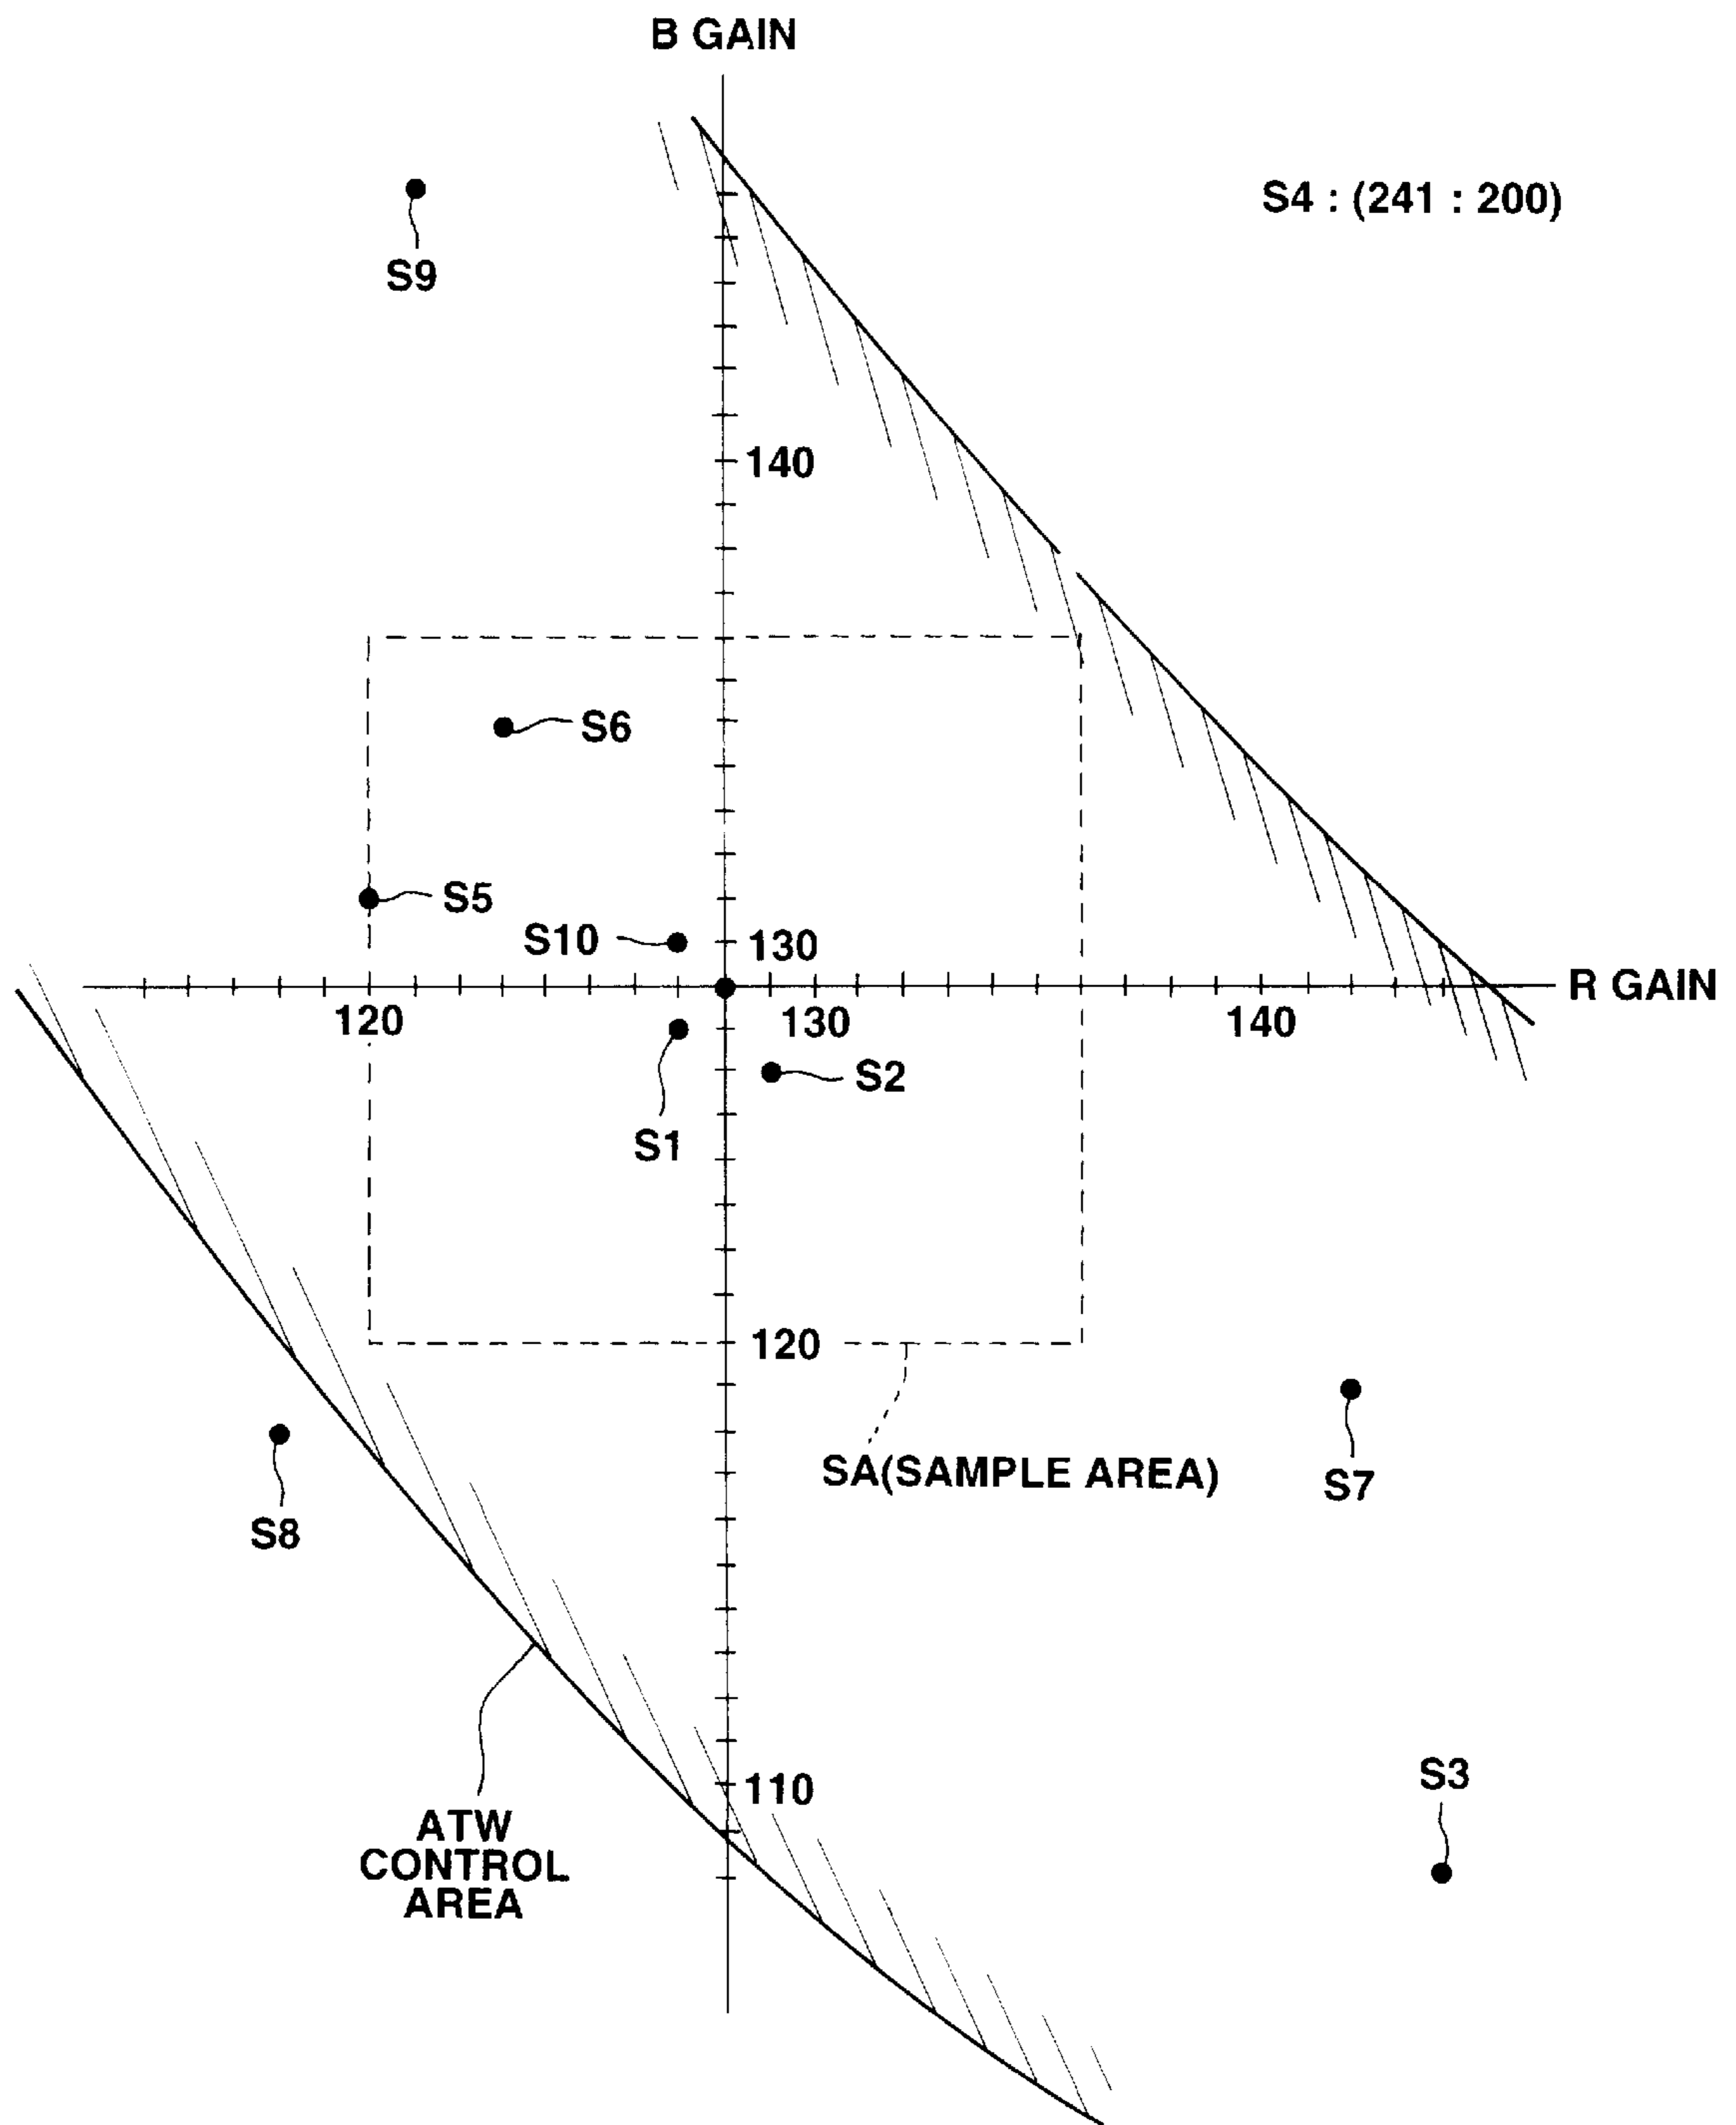 B GAIN
S4 : (241 : 200)
S9
140
S6
S5
S10
130
R GAIN
120
130
140
S2
S1
120
SA(SAMPLE AREA)
S7
S8
110
S3
ATW
CONTROL
AREA